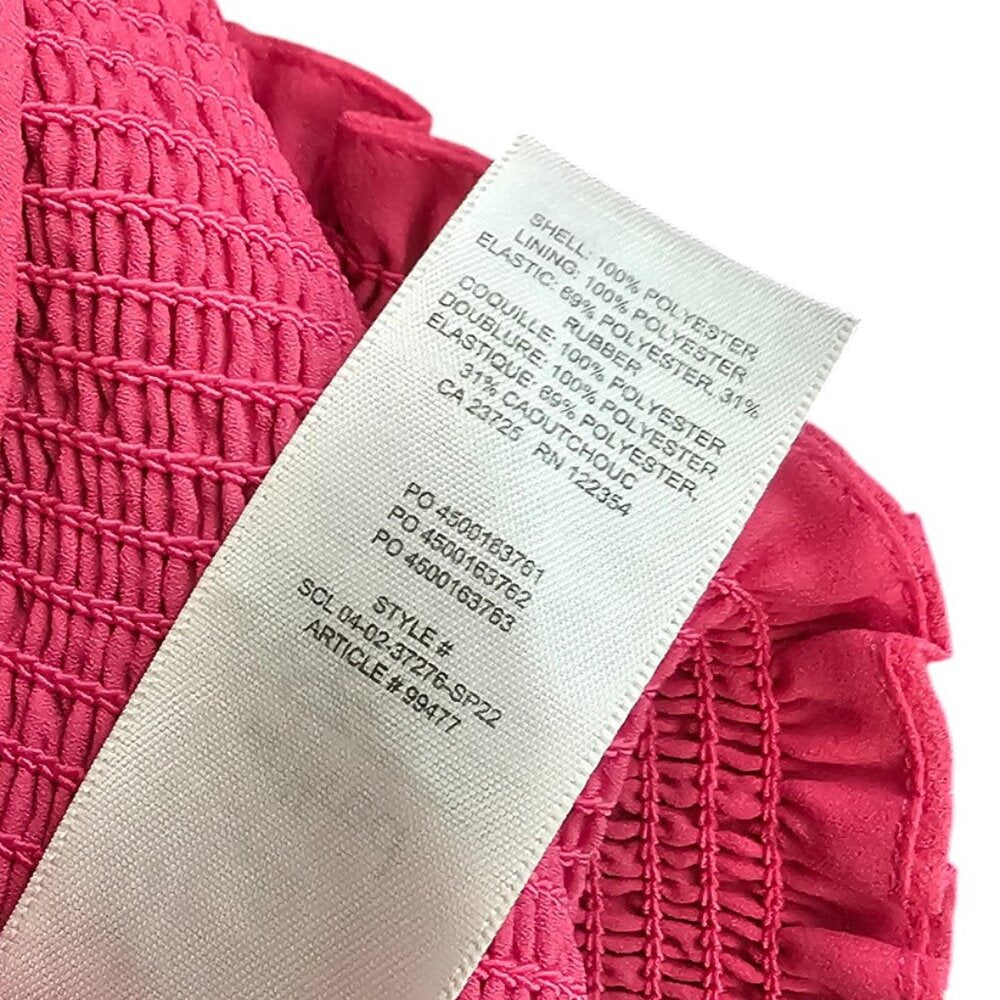 SHELL: 100% POLYESTER
LINING: 100% POLYESTER
ELASTIC: 69% POLYESTER, 31%
RUBBER
COQUILLE: 100% POLYESTER
DOUBLURE: 100% POLYESTER
ELASTIQUE: 69% POLYESTER,
31% CAOUTCHOUC
CA 23725 RN 122354
PO 4500163761
PO 4500163762
PO 4500163763
STYLE #
SCL 04-02-37276-SP22
ARTICLE # 99477